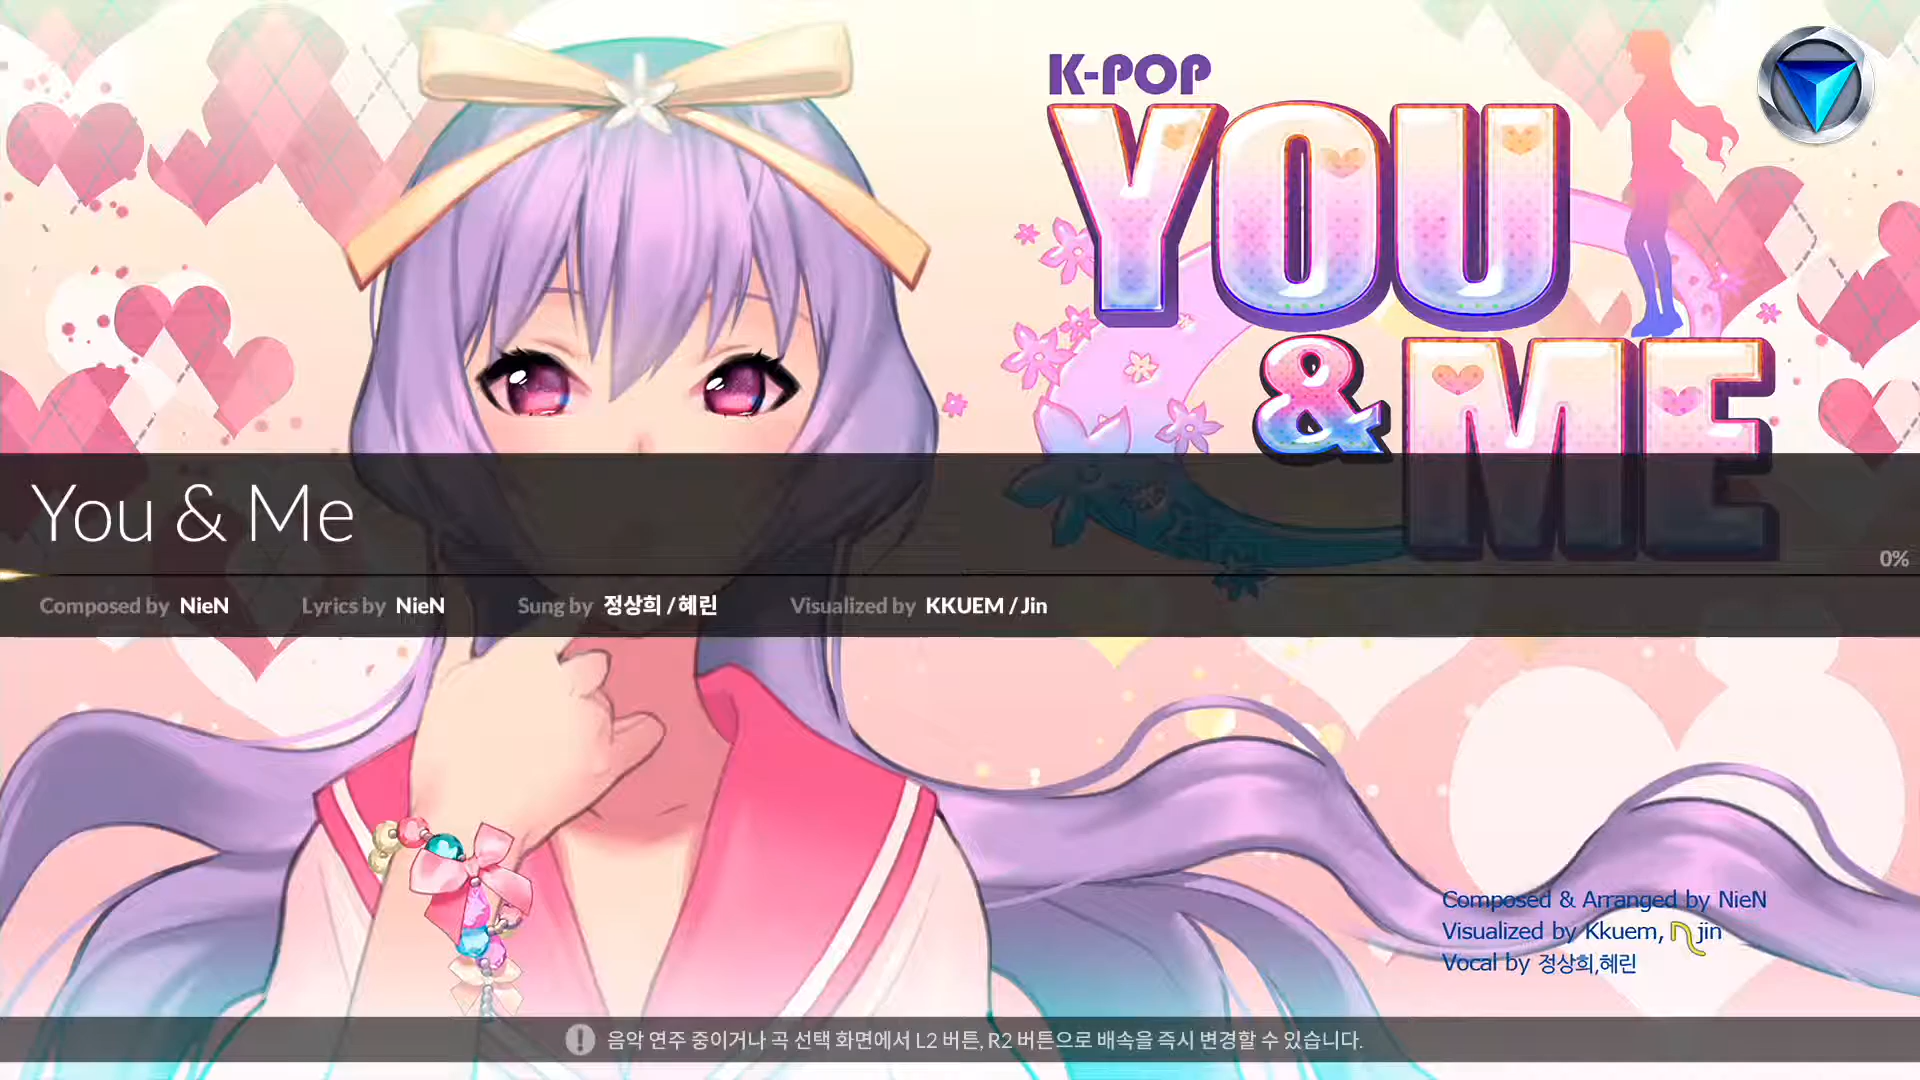 K-POP
YOU
& ME
You & Me
0%
Composed by NieN Lyrics by NieN Sung by 정상희 / 혜린 Visualized by KKUEM / Jin
Composed & Arranged by NieN
Visualized by Kkuem, jin
Vocal by 정상희,혜린
음악 연주 중이거나 곡 선택 화면에서 L2 버튼, R2 버튼으로 배속을 즉시 변경할 수 있습니다.